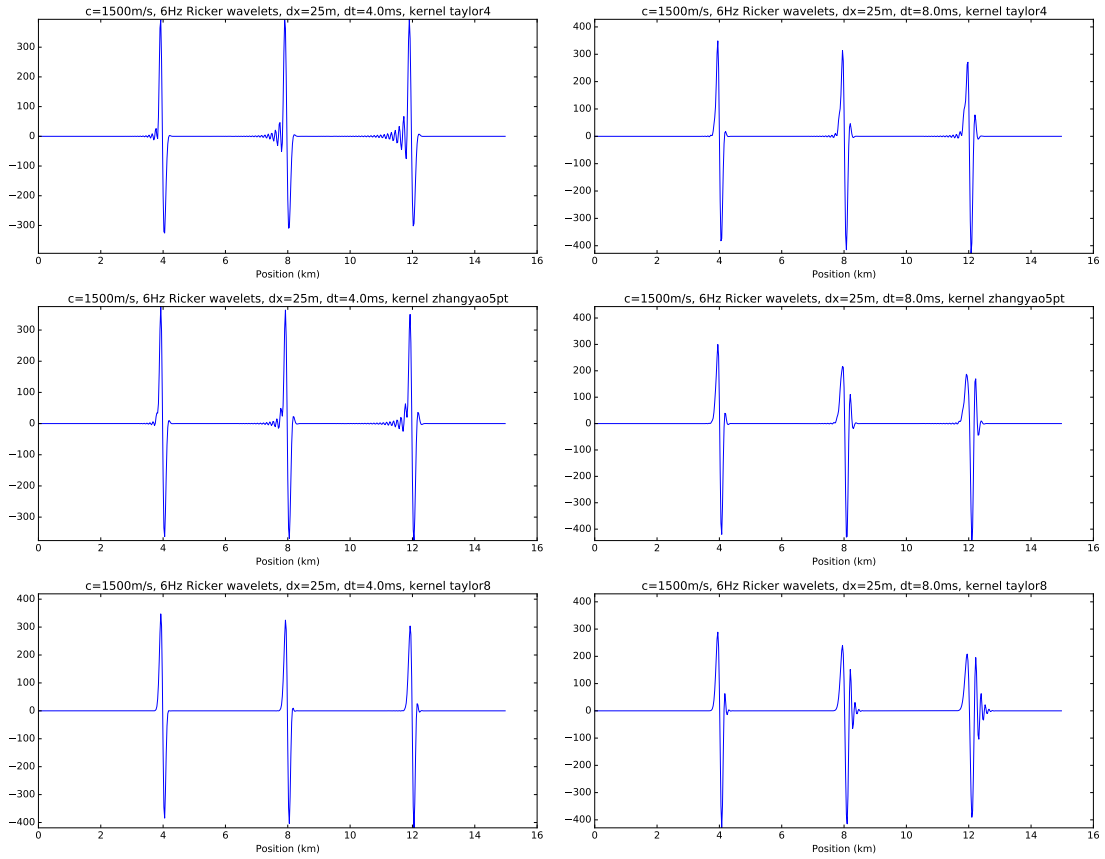 c=1500m/s, 6Hz Ricker wavelets, dx=25m, dt=4.0ms, kernel taylor4
300
200
100
0
−100
−200
−300
0 2 4 6 8 10 12 14 16
Position (km)
c=1500m/s, 6Hz Ricker wavelets, dx=25m, dt=8.0ms, kernel taylor4
400
300
200
100
0
−100
−200
−300
−400
0 2 4 6 8 10 12 14 16
Position (km)
c=1500m/s, 6Hz Ricker wavelets, dx=25m, dt=4.0ms, kernel zhangyao5pt
300
200
100
0
−100
−200
−300
0 2 4 6 8 10 12 14 16
Position (km)
c=1500m/s, 6Hz Ricker wavelets, dx=25m, dt=8.0ms, kernel zhangyao5pt
400
300
200
100
0
−100
−200
−300
−400
0 2 4 6 8 10 12 14 16
Position (km)
c=1500m/s, 6Hz Ricker wavelets, dx=25m, dt=4.0ms, kernel taylor8
400
300
200
100
0
−100
−200
−300
−400
0 2 4 6 8 10 12 14 16
Position (km)
c=1500m/s, 6Hz Ricker wavelets, dx=25m, dt=8.0ms, kernel taylor8
400
300
200
100
0
−100
−200
−300
−400
0 2 4 6 8 10 12 14 16
Position (km)